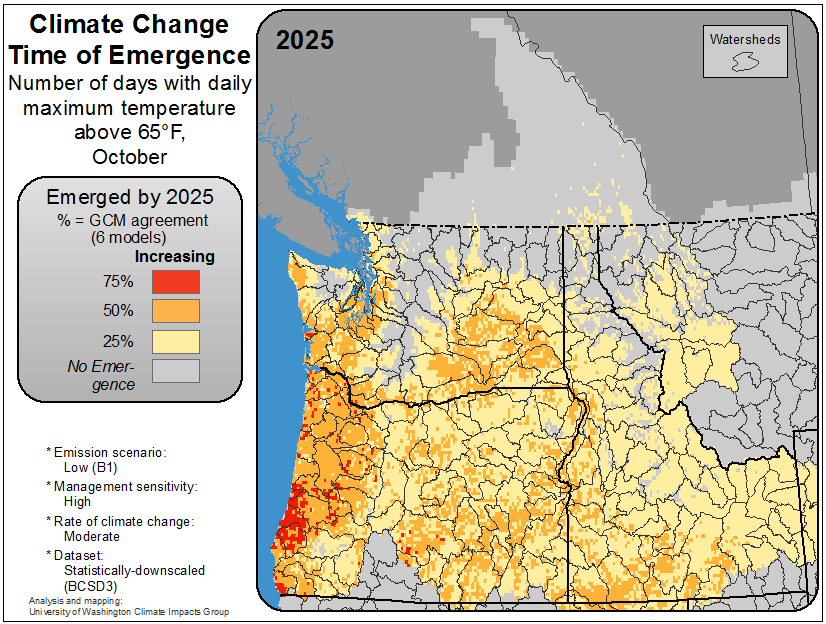 Climate Change
Time of Emergence
Number of days with daily
maximum temperature
above 65°F,
October
Emerged by 2025
% = GCM agreement
(6 models)
Increasing
75%
50%
25%
No Emer-
gence
* Emission scenario:
Low (B1)
* Management sensitivity:
High
* Rate of climate change:
Moderate
* Dataset:
Statistically-downscaled
(BCSD3)
Analysis and mapping:
University of Washington Climate Impacts Group
2025
Watersheds